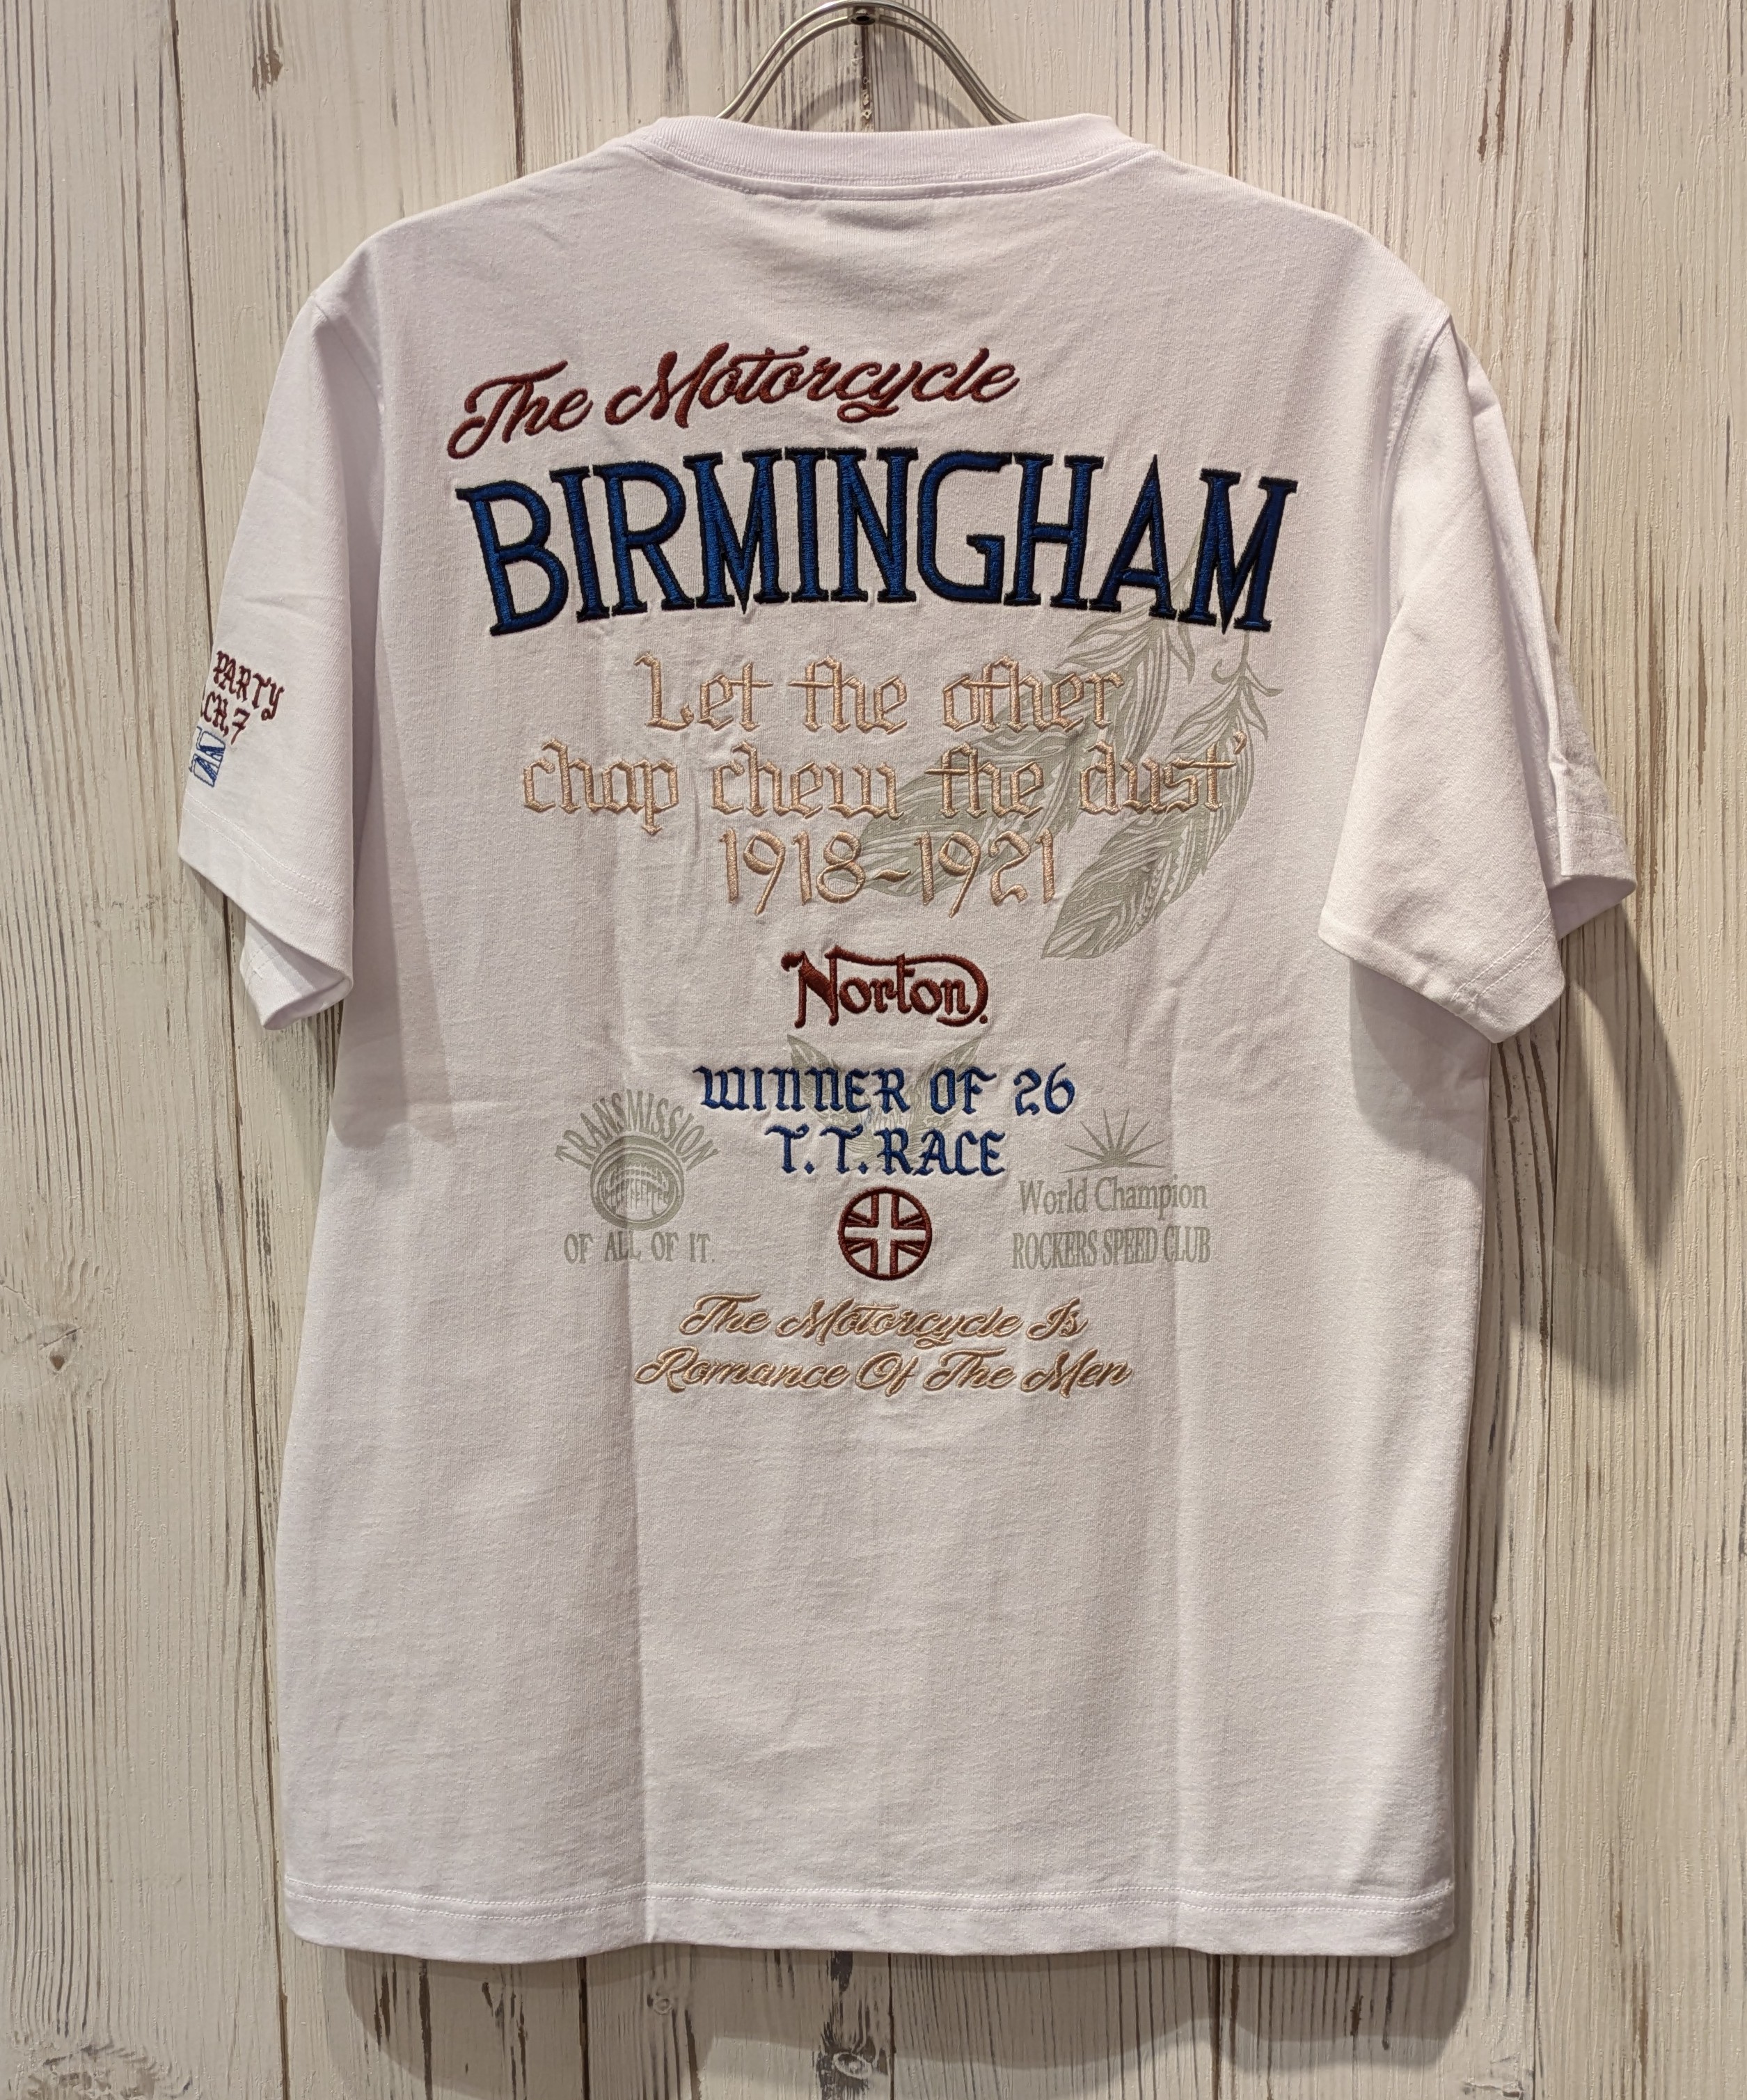 The Motorcycle
BIRMINGHAM
Let the other
chap chew the dust'
1918-1921
PARTY
7
Norton
WINNER OF 26
T.T. RACE
TRANSMISSION
OF ALL OF IT.
World Champion
ROCKERS SPEED CLUB
The Motorcycle Is
Romance Of The Men